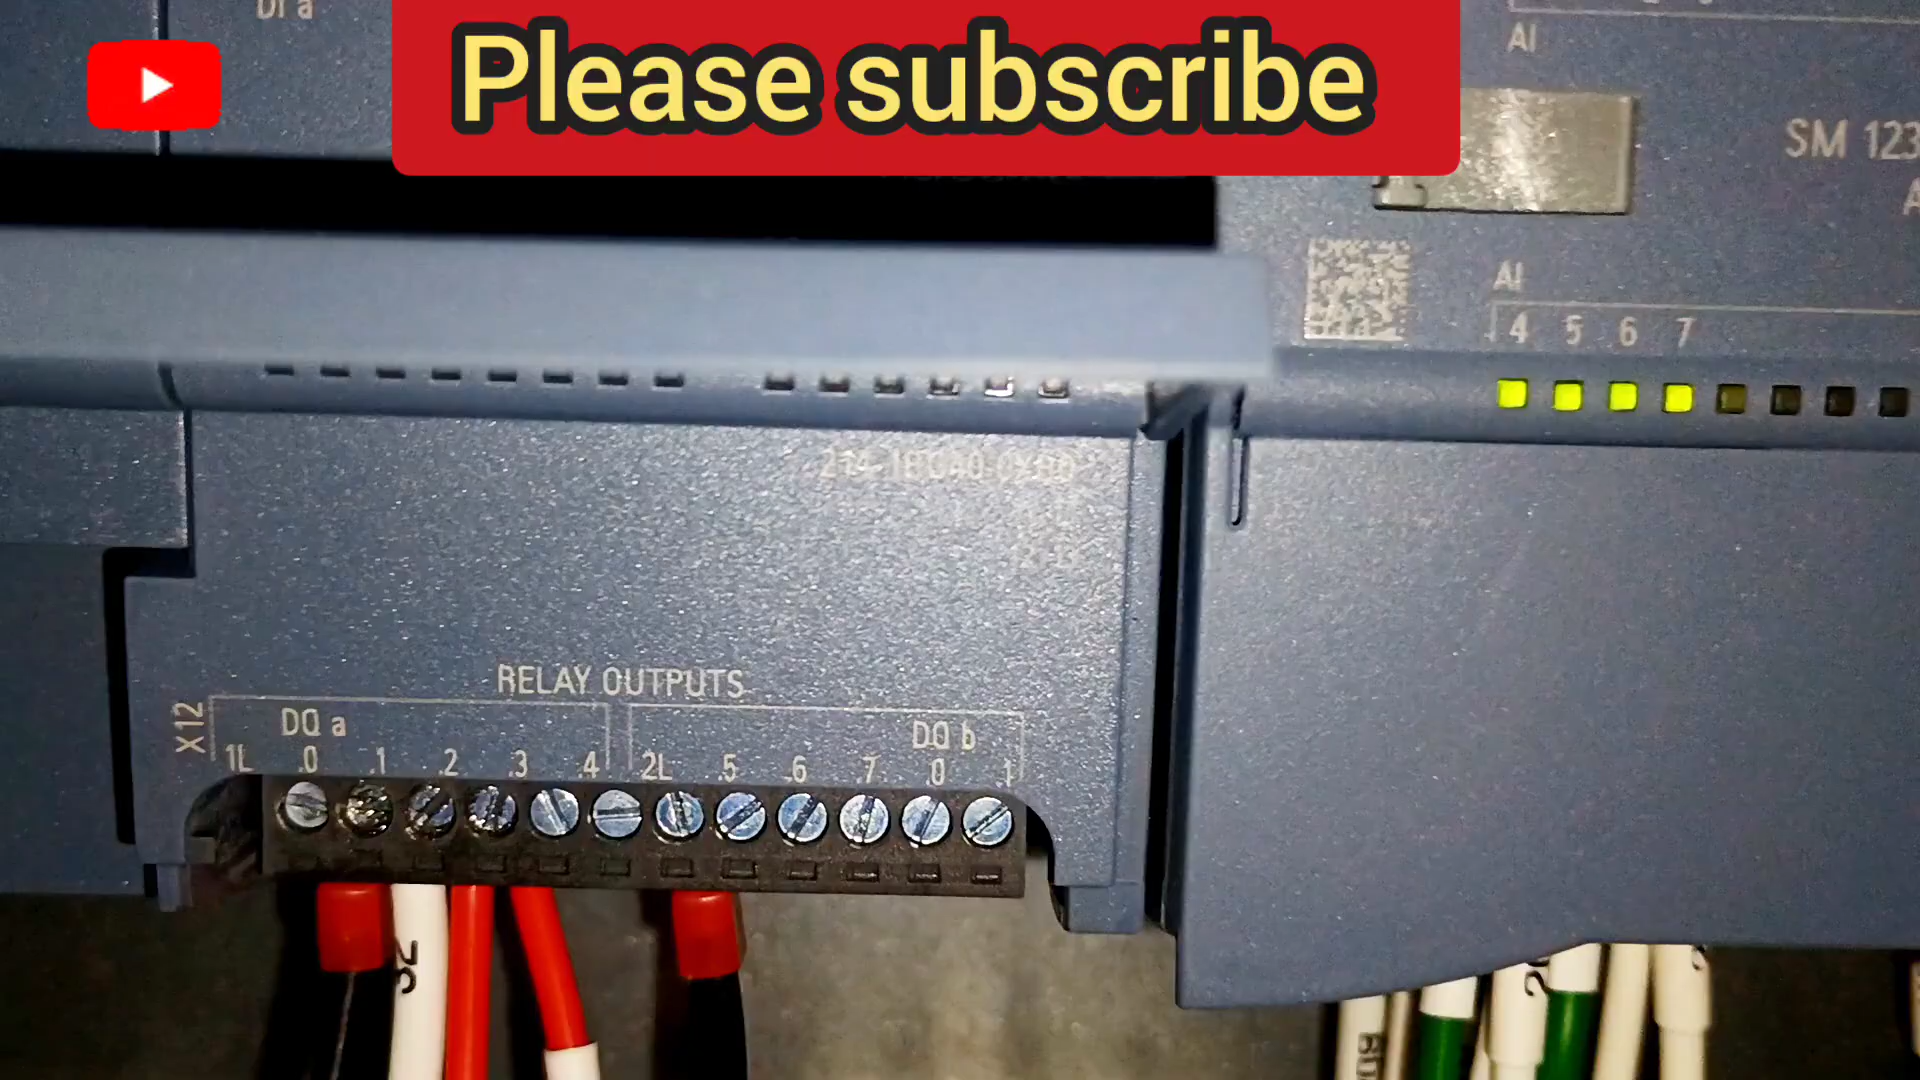 DI a
Please subscribe
AI
SM 123
AI
4 5 6 7
RELAY OUTPUTS
X12
DQ a
DQ b
1L .0 .1 .2 .3 .4 2L .5 .6 .7 .0 .1